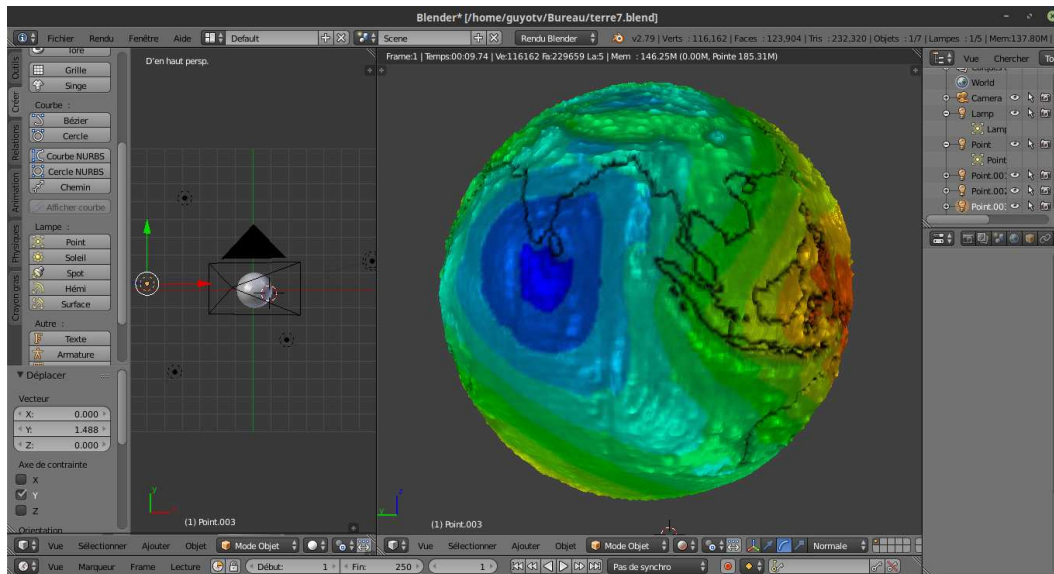 Blender* [/home/guyotv/Bureau/terre7.blend]
Fichier Rendu Fenêtre Aide Default Scene Rendu Blender v2.79 | Verts : 116,162 | Faces : 123,904 | Tris : 232,320 | Objets : 1/7 | Lampes : 1/5 | Mem:137.80M |
Tore
Grille
Singe
Courbe :
Bézier
Cercle
Courbe NURBS
Cercle NURBS
Chemin
Afficher courbe
Lampe :
Point
Soleil
Spot
Hémi
Surface
Autre :
Texte
Armature
Outils
Créer
Relations
Animation
Physiques
Crayon gras
Déplacer
Vecteur
X: 0.000
Y: 1.488
Z: 0.000
Axe de contrainte
X
Y
Z
Orientation
D'en haut persp.
y
(1) Point.003
Frame:1 | Temps:00:09.74 | Ve:116162 Fa:229659 La:5 | Mem : 146.25M (0.00M, Pointe 185.31M)
y z
(1) Point.003
Vue Chercher To
World
Camera
Lamp
Lamp
Point
Point
Point.00
Point.00
Point.00
Vue Sélectionner Ajouter Objet Mode Objet
Vue Sélectionner Ajouter Objet Mode Objet Normale
Vue Marqueur Frame Lecture Début: 1 Fin: 250 1 Pas de synchro